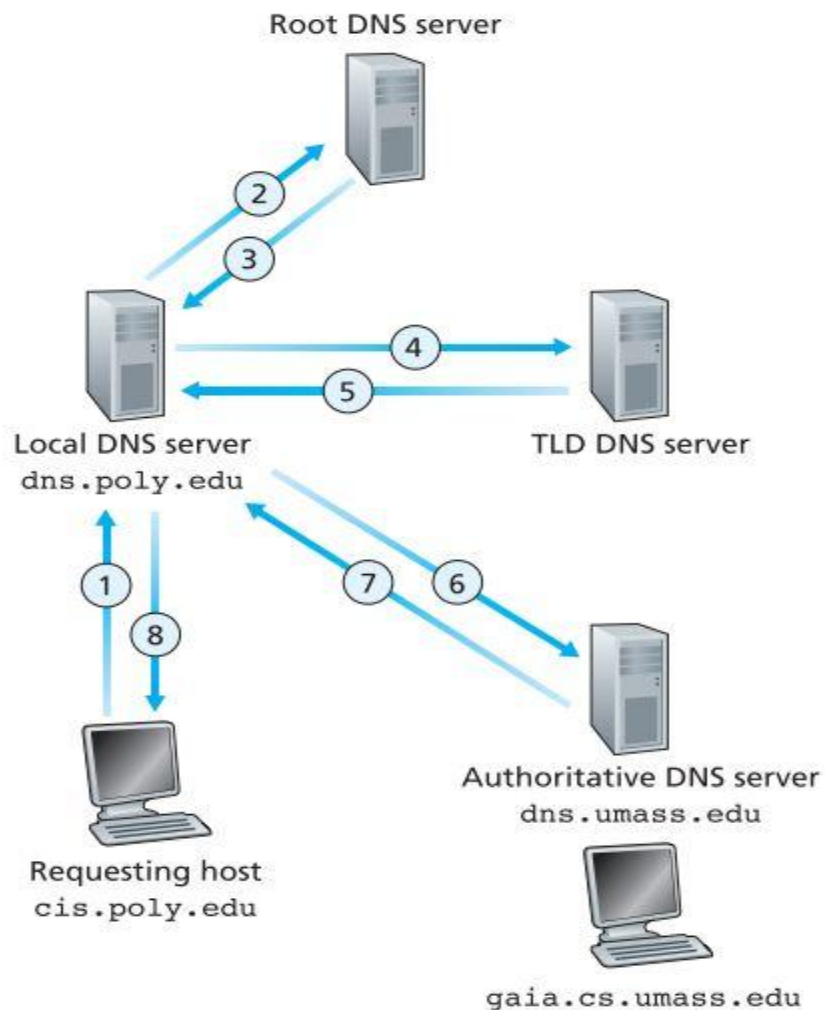 Root DNS server
2
3
4
5
Local DNS server
dns.poly.edu
TLD DNS server
1
8
7
6
Authoritative DNS server
dns.umass.edu
Requesting host
cis.poly.edu
gaia.cs.umass.edu